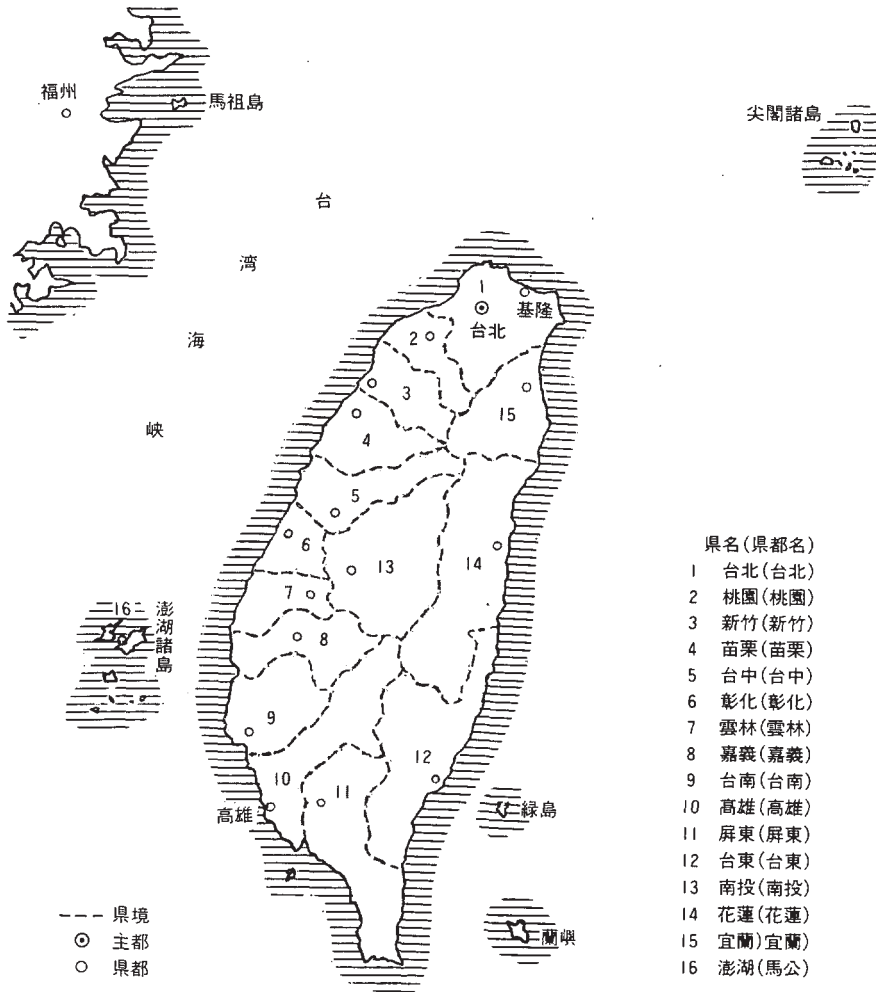 福州
馬祖島
尖閣諸島
台湾海峡
1
基隆
台北
2
3
15
4
5
6
13
14
7
16
澎湖諸島
8
9
12
10
11
高雄
緑島
蘭嶼
県境
主都
県都
県名(県都名)
1 台北(台北)
2 桃園(桃園)
3 新竹(新竹)
4 苗栗(苗栗)
5 台中(台中)
6 彰化(彰化)
7 雲林(雲林)
8 嘉義(嘉義)
9 台南(台南)
10 高雄(高雄)
11 屏東(屏東)
12 台東(台東)
13 南投(南投)
14 花蓮(花蓮)
15 宜蘭)宜蘭)
16 澎湖(馬公)